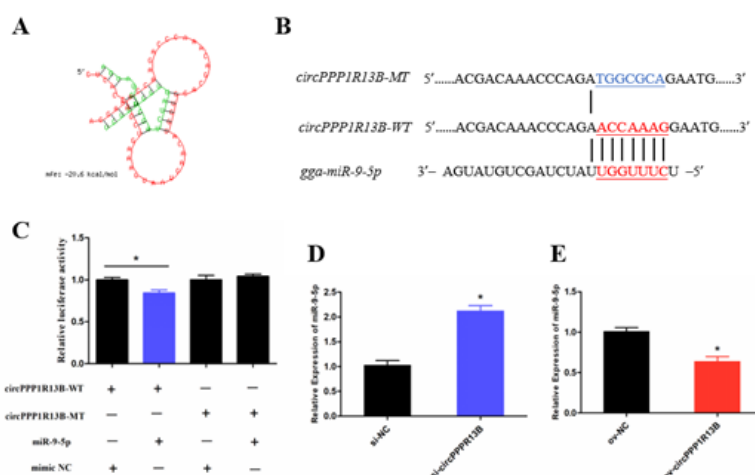 A
B
5'
mfe: -20.6 kcal/mol
circPPP1R13B-MT 5'......ACGACAAACCCAGATGGCGCAGAATG......3'
circPPP1R13B-WT 5'......ACGACAAACCCAGAACCAAAGGAATG......3'
gga-miR-9-5p 3'– AGUAUGUCGAUCUAUUGGUUUCU –5'
C
Relative luciferase activity
1.5
1.0
0.5
0.0
*
circPPP1R13B-WT + + — —
circPPP1R13B-MT — — + +
miR-9-5p — + — +
mimic NC + — + —
D
Relative Expression of miR-9-5p
2.5
2.0
1.5
1.0
0.5
0.0
*
si-NC
si-circPPPR13B
E
Relative Expression of miR-9-5p
1.5
1.0
0.5
0.0
*
ov-NC
ov-circPPP1R13B